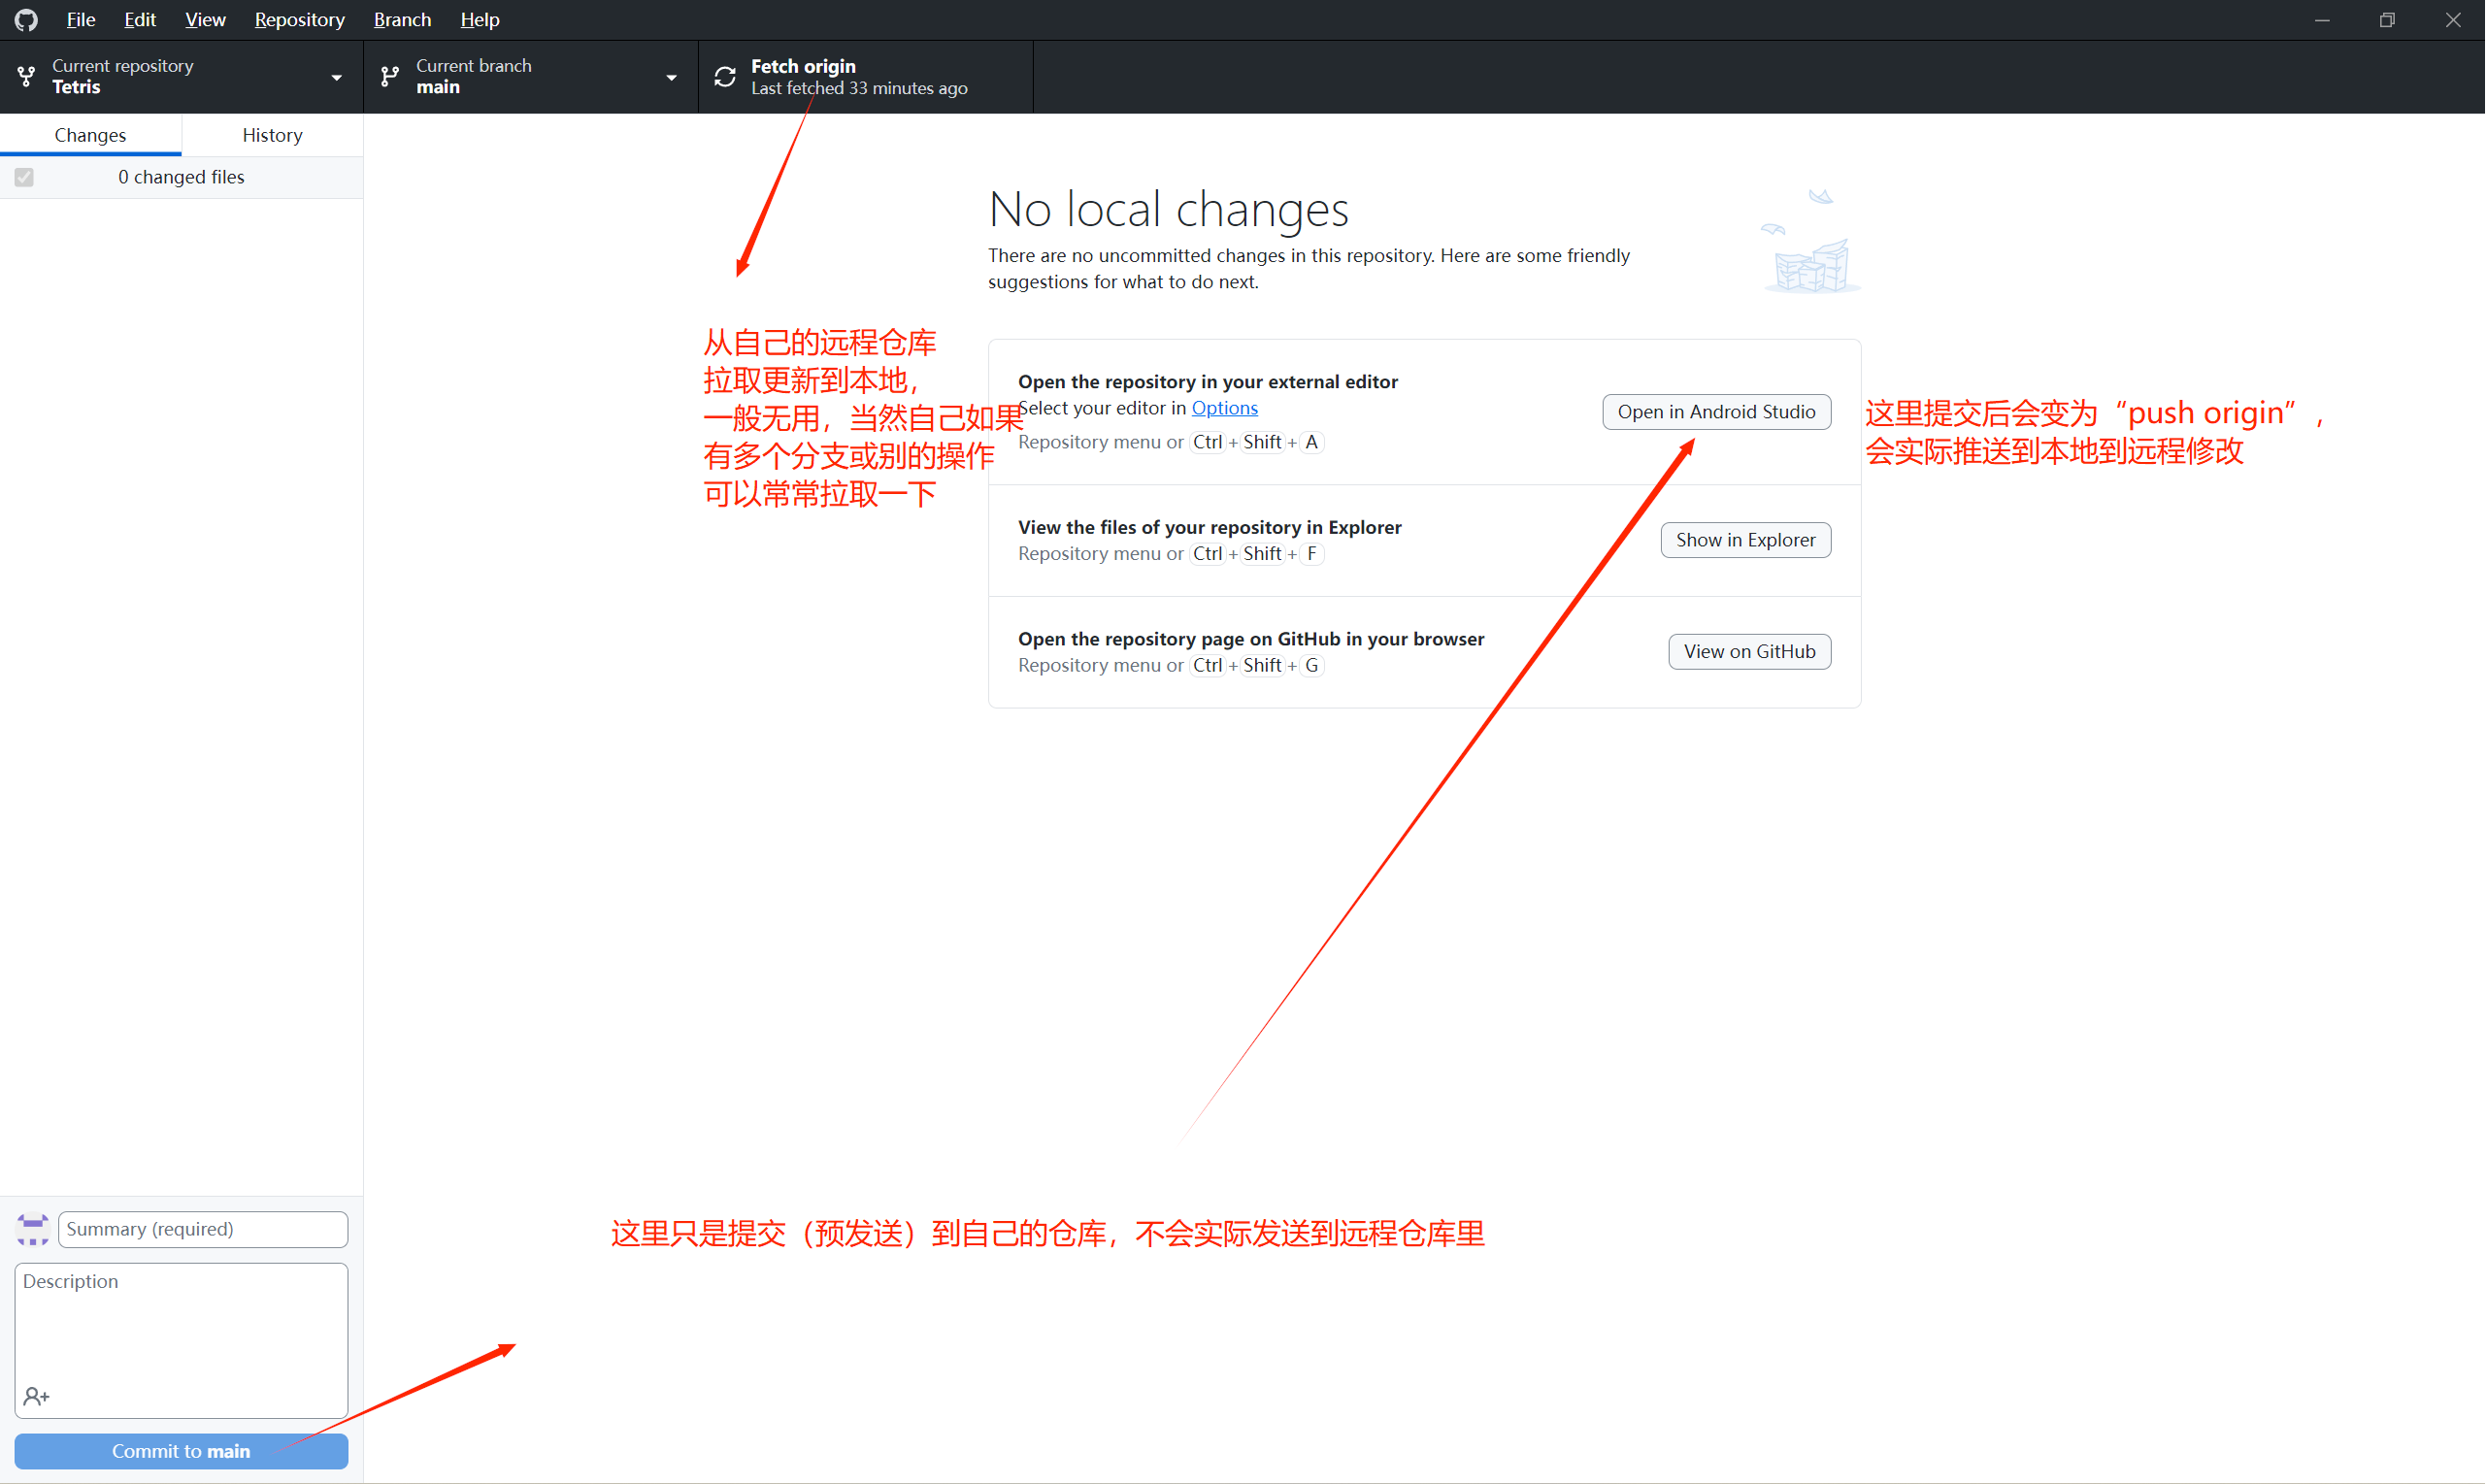 File Edit View Repository Branch Help
Current repository
Tetris
Current branch
main
Fetch origin
Last fetched 33 minutes ago
Changes History
0 changed files
No local changes
There are no uncommitted changes in this repository. Here are some friendly
suggestions for what to do next.
从自己的远程仓库
拉取更新到本地，
一般无用，当然自己如果
有多个分支或别的操作
可以常常拉取一下
Open the repository in your external editor
Select your editor in Options
Repository menu or Ctrl + Shift + A
Open in Android Studio
这里提交后会变为“push origin”，
会实际推送到本地到远程修改
View the files of your repository in Explorer
Repository menu or Ctrl + Shift + F
Show in Explorer
Open the repository page on GitHub in your browser
Repository menu or Ctrl + Shift + G
View on GitHub
这里只是提交（预发送）到自己的仓库，不会实际发送到远程仓库里
Summary (required)
Description
Commit to main